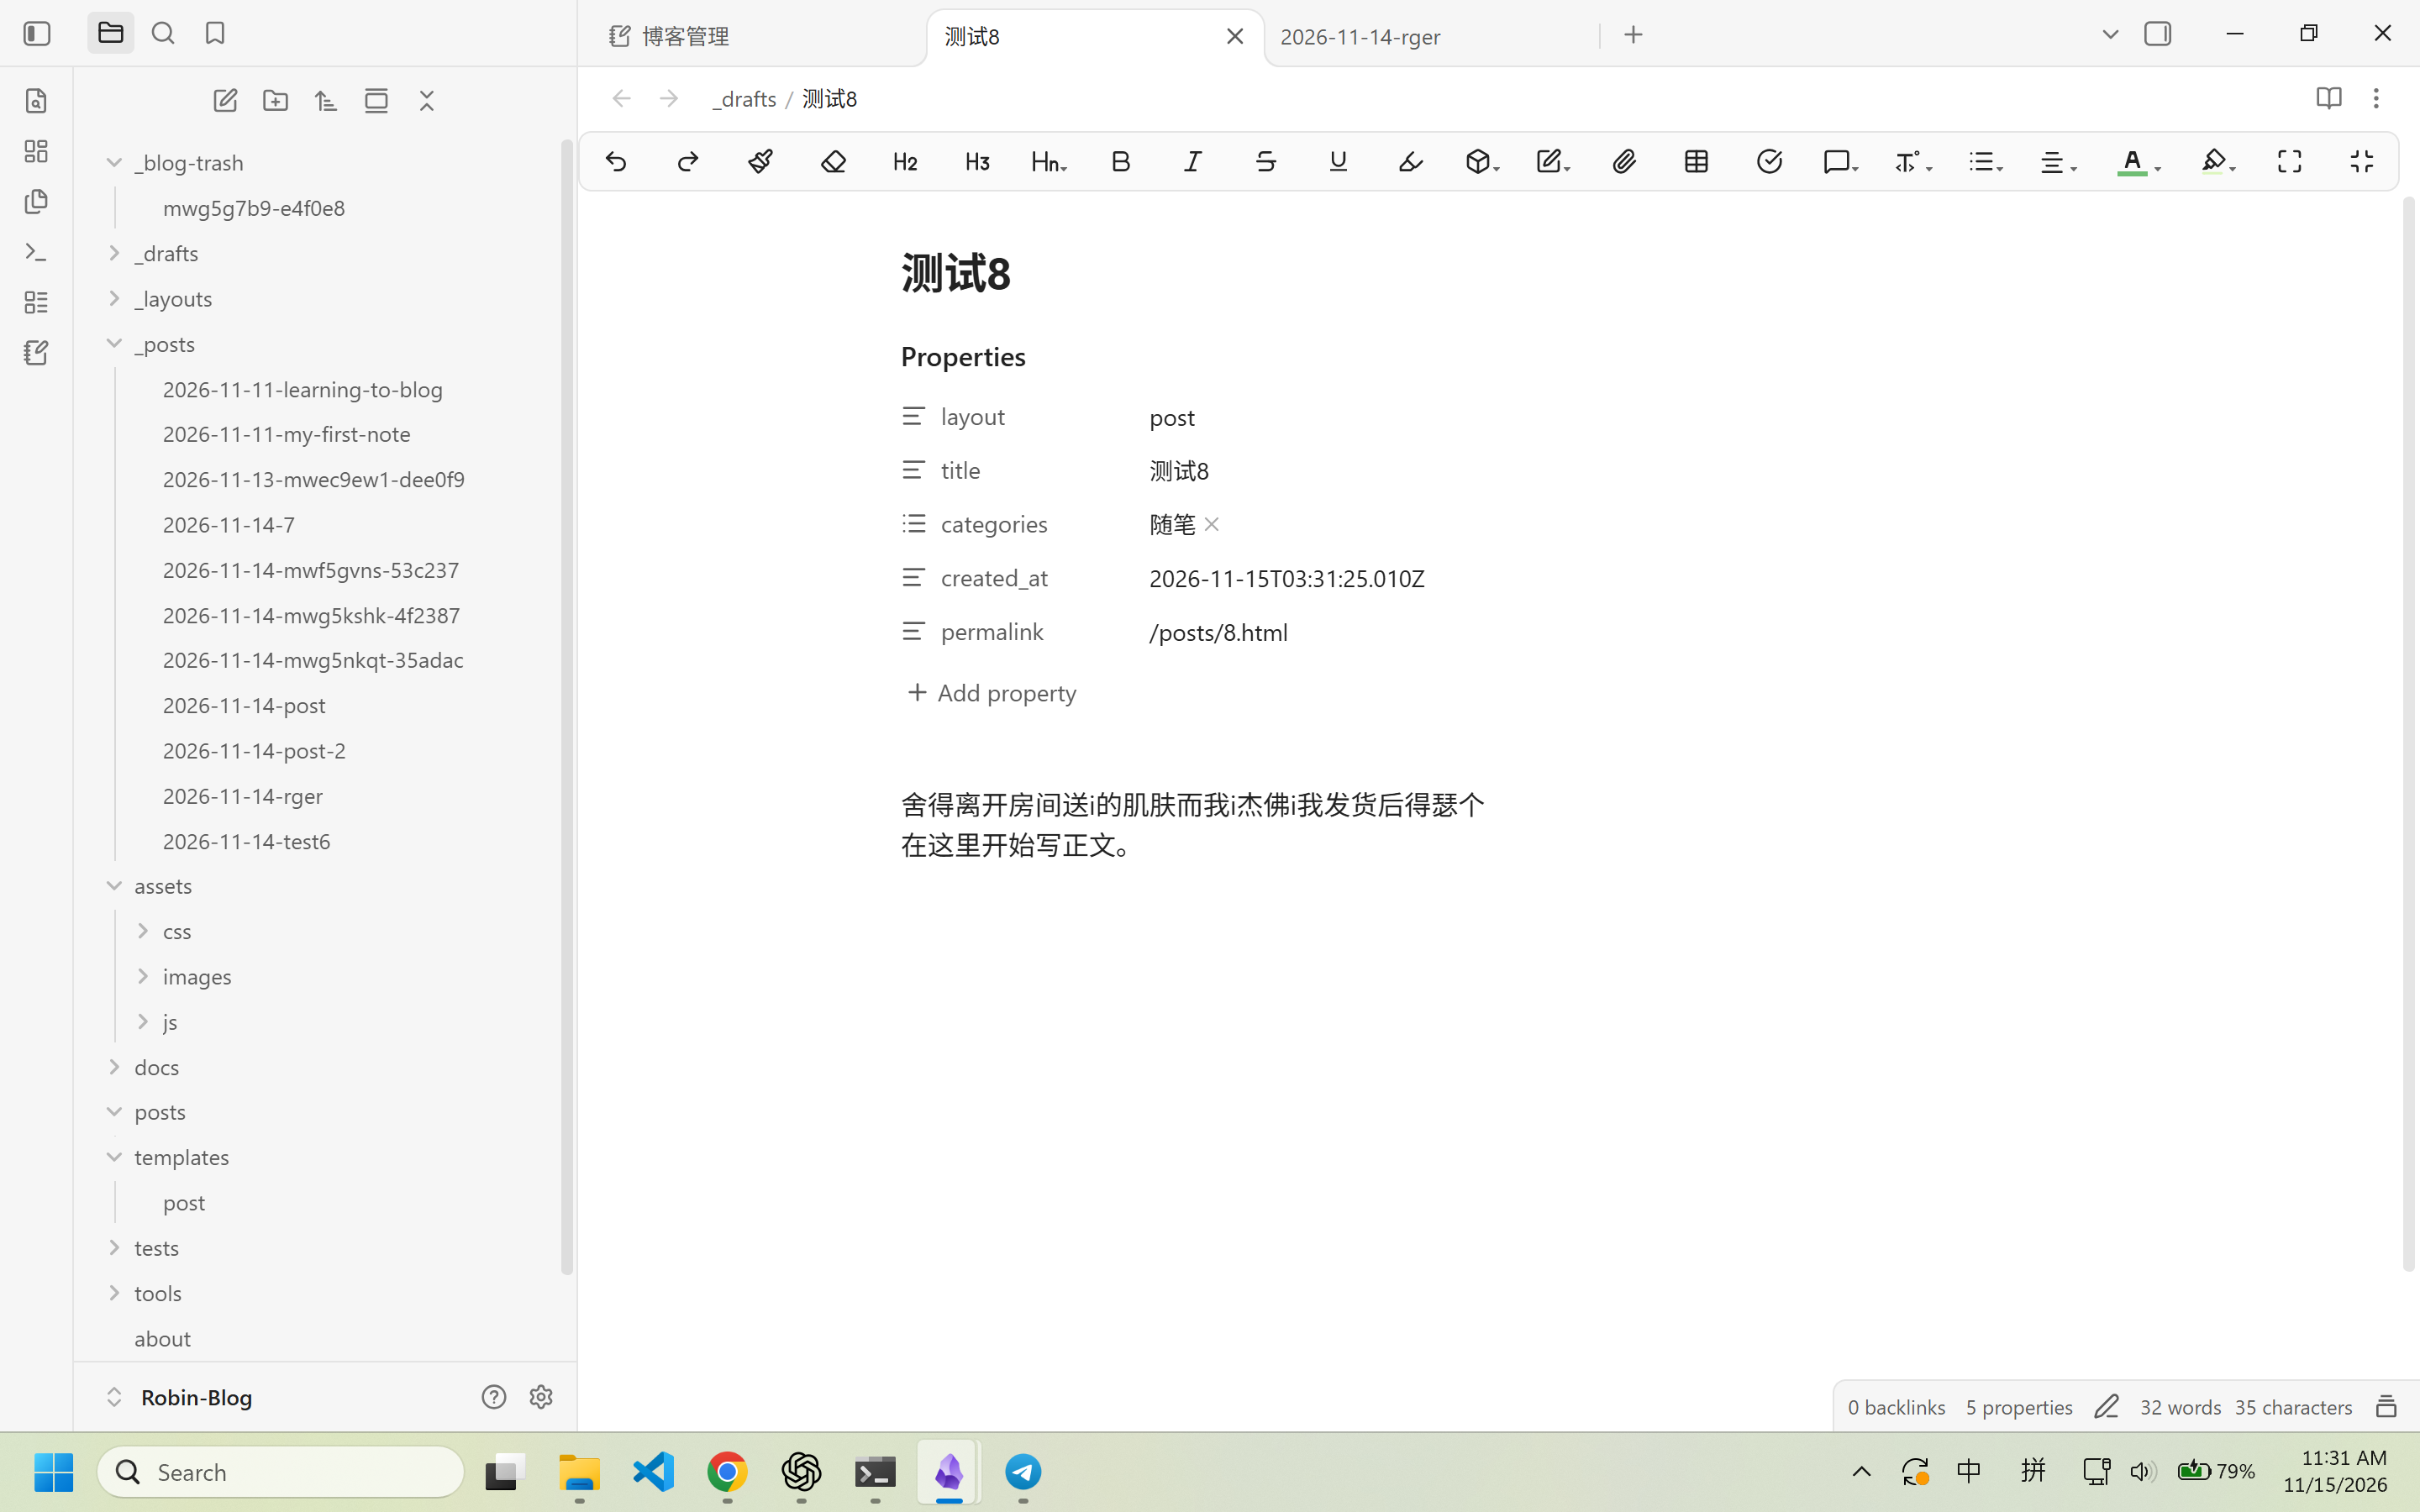 博客管理
测试8
2026-11-14-rger
_drafts / 测试8
H2 H3 Hn B I S U T A
_blog-trash
mwg5g7b9-e4f0e8
_drafts
_layouts
_posts
2026-11-11-learning-to-blog
2026-11-11-my-first-note
2026-11-13-mwec9ew1-dee0f9
2026-11-14-7
2026-11-14-mwf5gvns-53c237
2026-11-14-mwg5kshk-4f2387
2026-11-14-mwg5nkqt-35adac
2026-11-14-post
2026-11-14-post-2
2026-11-14-rger
2026-11-14-test6
assets
css
images
js
docs
posts
templates
post
tests
tools
about
Robin-Blog
测试8
Properties
layout post
title 测试8
categories 随笔
created_at 2026-11-15T03:31:25.010Z
permalink /posts/8.html
Add property
舍得离开房间送i的肌肤而我i杰佛i我发货后得瑟个
在这里开始写正文。
0 backlinks 5 properties 32 words 35 characters
Search
中 拼 79%
11:31 AM
11/15/2026